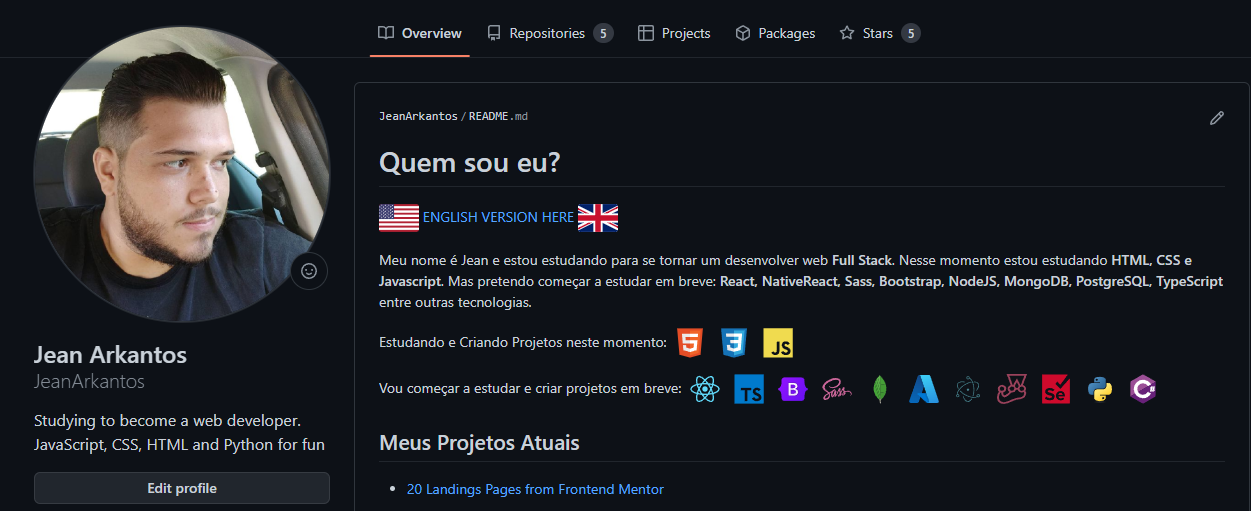 Overview
Repositories 5
Projects
Packages
Stars 5
JeanArkantos / README.md
Quem sou eu?
ENGLISH VERSION HERE
Meu nome é Jean e estou estudando para se tornar um desenvolver web Full Stack. Nesse momento estou estudando HTML, CSS e
Javascript. Mas pretendo começar a estudar em breve: React, NativeReact, Sass, Bootstrap, NodeJS, MongoDB, PostgreSQL, TypeScript
entre outras tecnologias.
Estudando e Criando Projetos neste momento: 5 3 JS
Vou começar a estudar e criar projetos em breve: TS B Sass Se C#
Meus Projetos Atuais
20 Landings Pages from Frontend Mentor
Jean Arkantos
JeanArkantos
Studying to become a web developer.
JavaScript, CSS, HTML and Python for fun
Edit profile